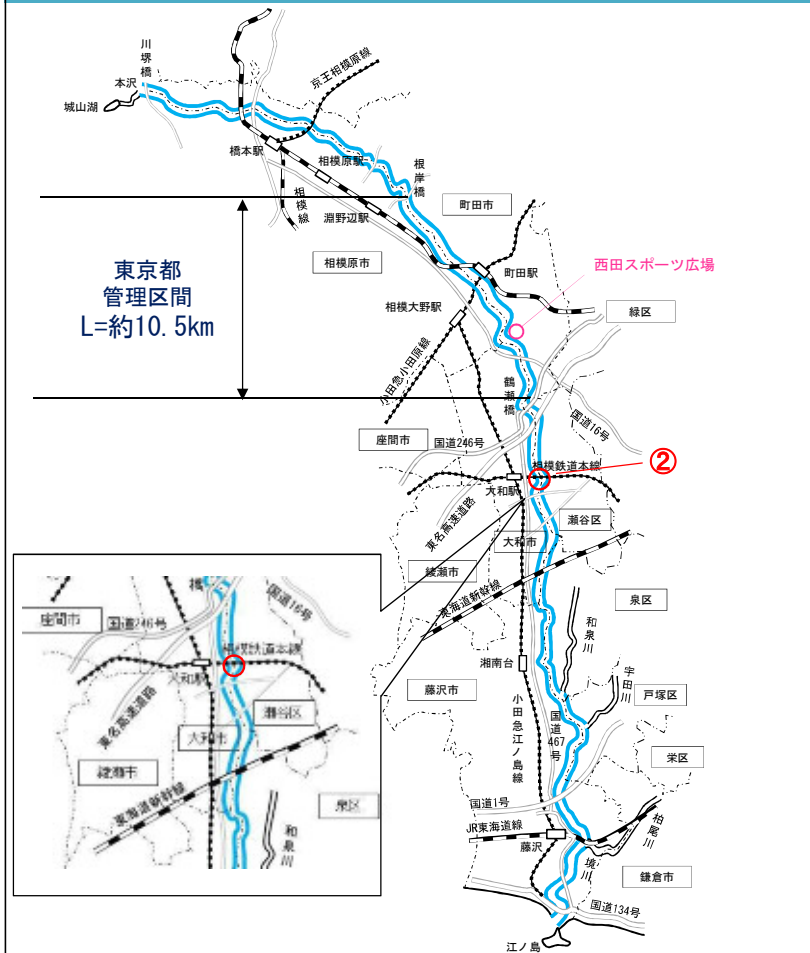 川堺橋
本沢
城山湖
京王相模原線
橋本駅
相模原駅
根岸橋
相模線
淵野辺駅
町田市
東京都
管理区間
L=約10.5km
相模原市
町田駅
西田スポーツ広場
相模大野駅
緑区
小田急小田原線
鶴瀬橋
国道16号
座間市
国道246号
相模鉄道本線
②
大和駅
東名高速道路
瀬谷区
大和市
綾瀬市
東海道新幹線
泉区
和泉川
湘南台
宇田川
藤沢市
戸塚区
小田急江ノ島線
国道467号
栄区
国道1号
柏尾川
JR東海道線
藤沢
境川
鎌倉市
国道134号
江ノ島
橋
国道16号
座間市
国道246号
相模鉄道本線
大和駅
東名高速道路
瀬谷区
大和市
綾瀬市
東海道新幹線
泉区
和泉川